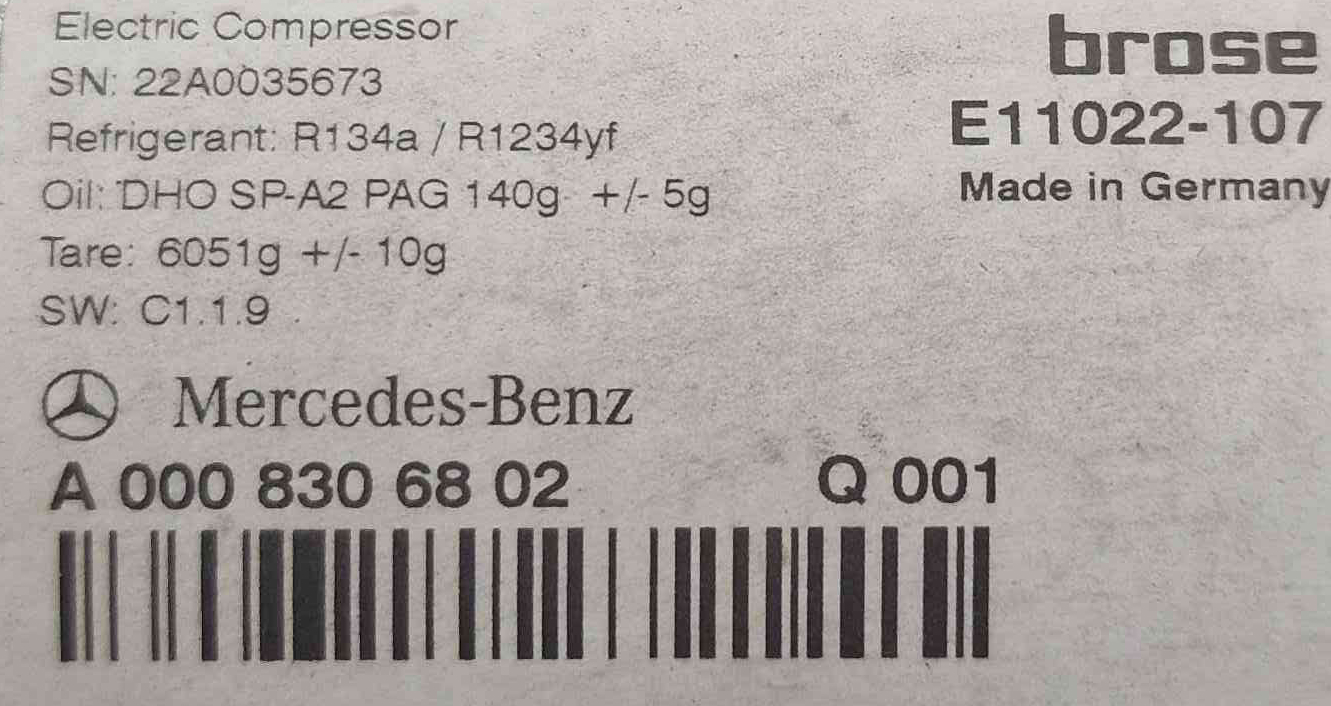 Electric Compressor
SN: 22A0035673
Refrigerant: R134a / R1234yf
Oil: DHO SP-A2 PAG 140g +/- 5g
Tare: 6051g +/- 10g
SW: C1.1.9
brose
E11022-107
Made in Germany
Mercedes-Benz
A 000 830 68 02 Q 001